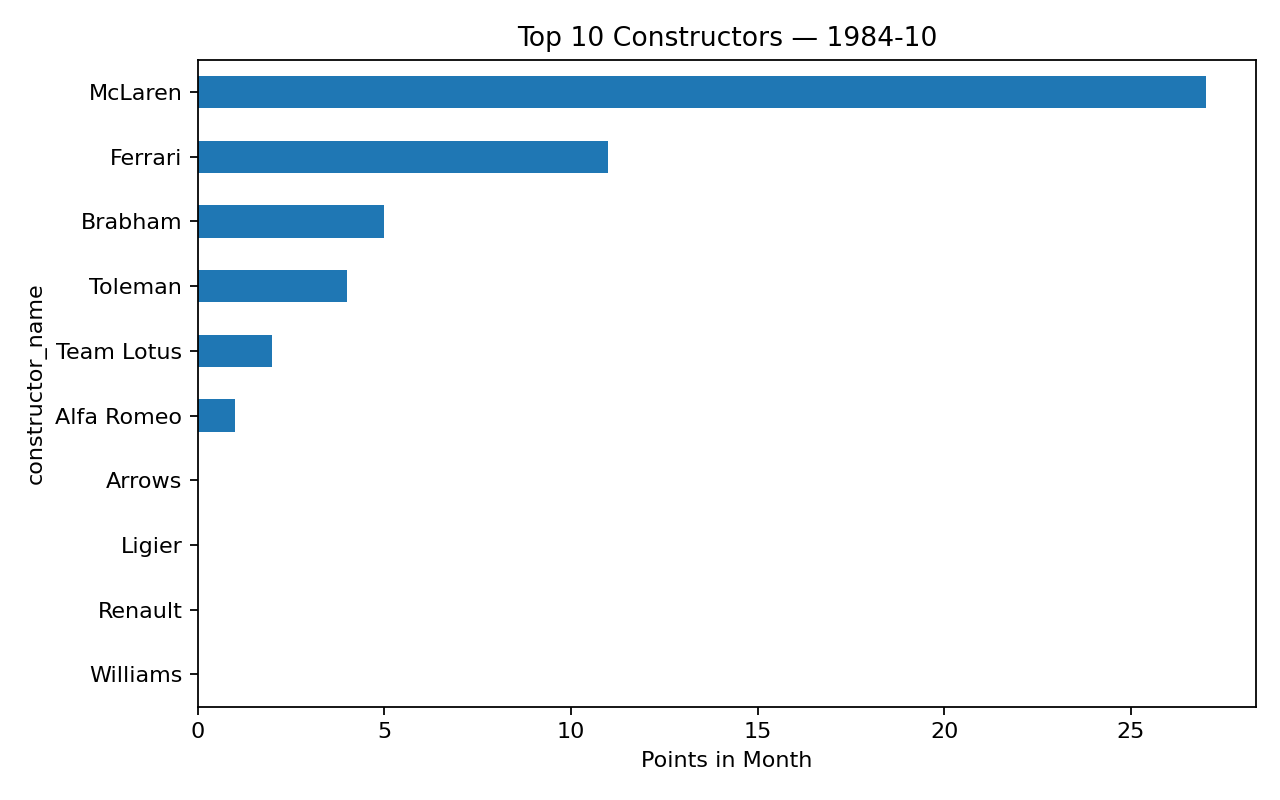 Top 10 Constructors — 1984-10
constructor_name
McLaren
Ferrari
Brabham
Toleman
Team Lotus
Alfa Romeo
Arrows
Ligier
Renault
Williams
0 5 10 15 20 25
Points in Month